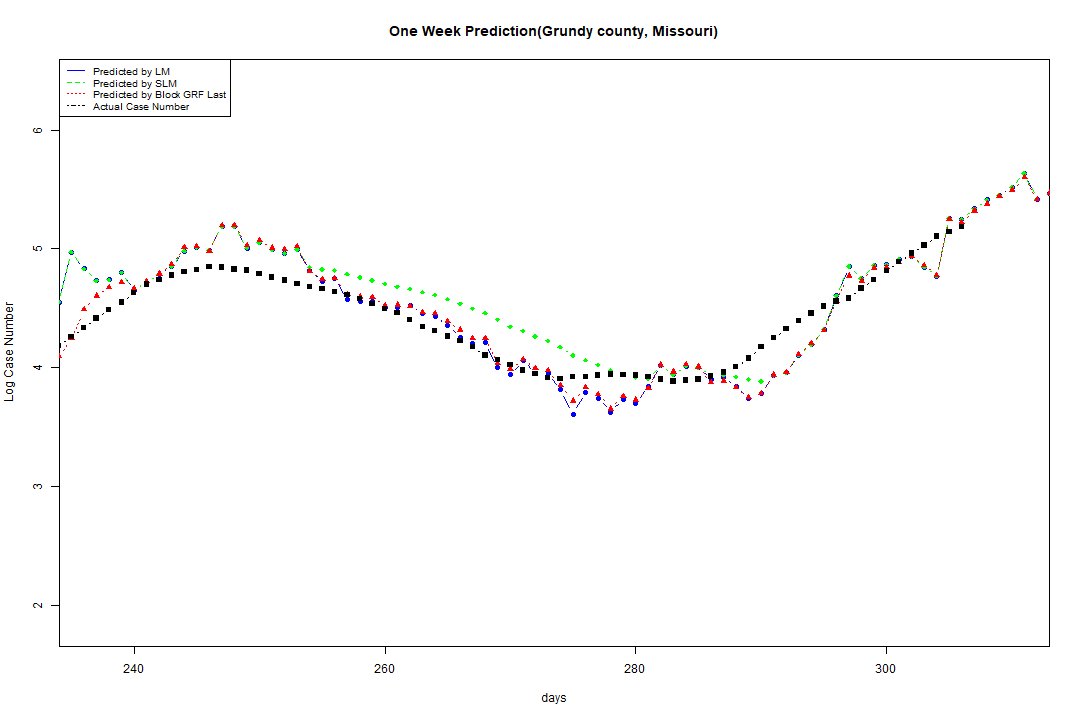 One Week Prediction(Grundy county, Missouri)
Predicted by LM
Predicted by SLM
Predicted by Block GRF Last
Actual Case Number
6
5
4
3
2
Log Case Number
240 260 280 300
days